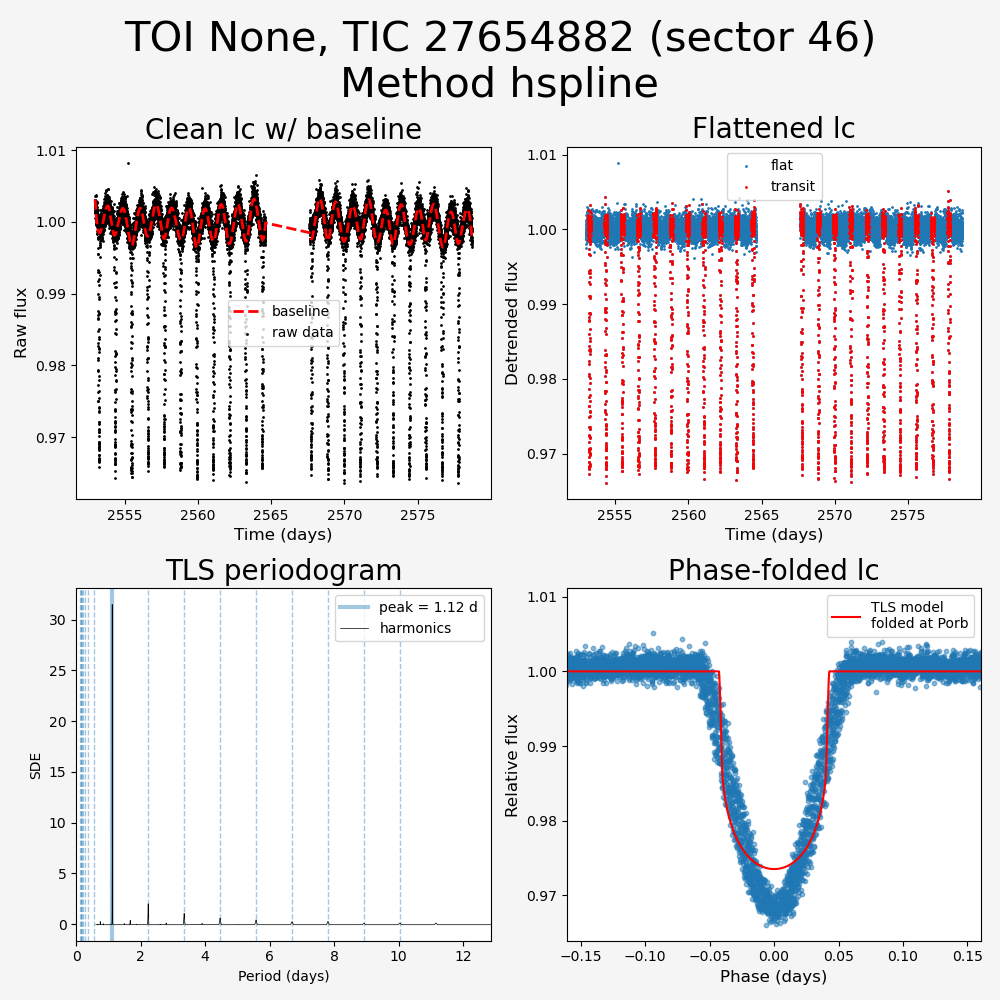 TOI None, TIC 27654882 (sector 46)
Method hspline
Clean lc w/ baseline
Raw flux
1.01
1.00
0.99
0.98
0.97
baseline
raw data
2555
2560
2565
2570
2575
Time (days)
Flattened lc
Detrended flux
1.01
1.00
0.99
0.98
0.97
flat
transit
2555
2560
2565
2570
2575
Time (days)
TLS periodogram
SDE
30
25
20
15
10
5
0
peak = 1.12 d
harmonics
0
2
4
6
8
10
12
Period (days)
Phase-folded lc
Relative flux
1.01
1.00
0.99
0.98
0.97
TLS model
folded at Porb
−0.15
−0.10
−0.05
0.00
0.05
0.10
0.15
Phase (days)